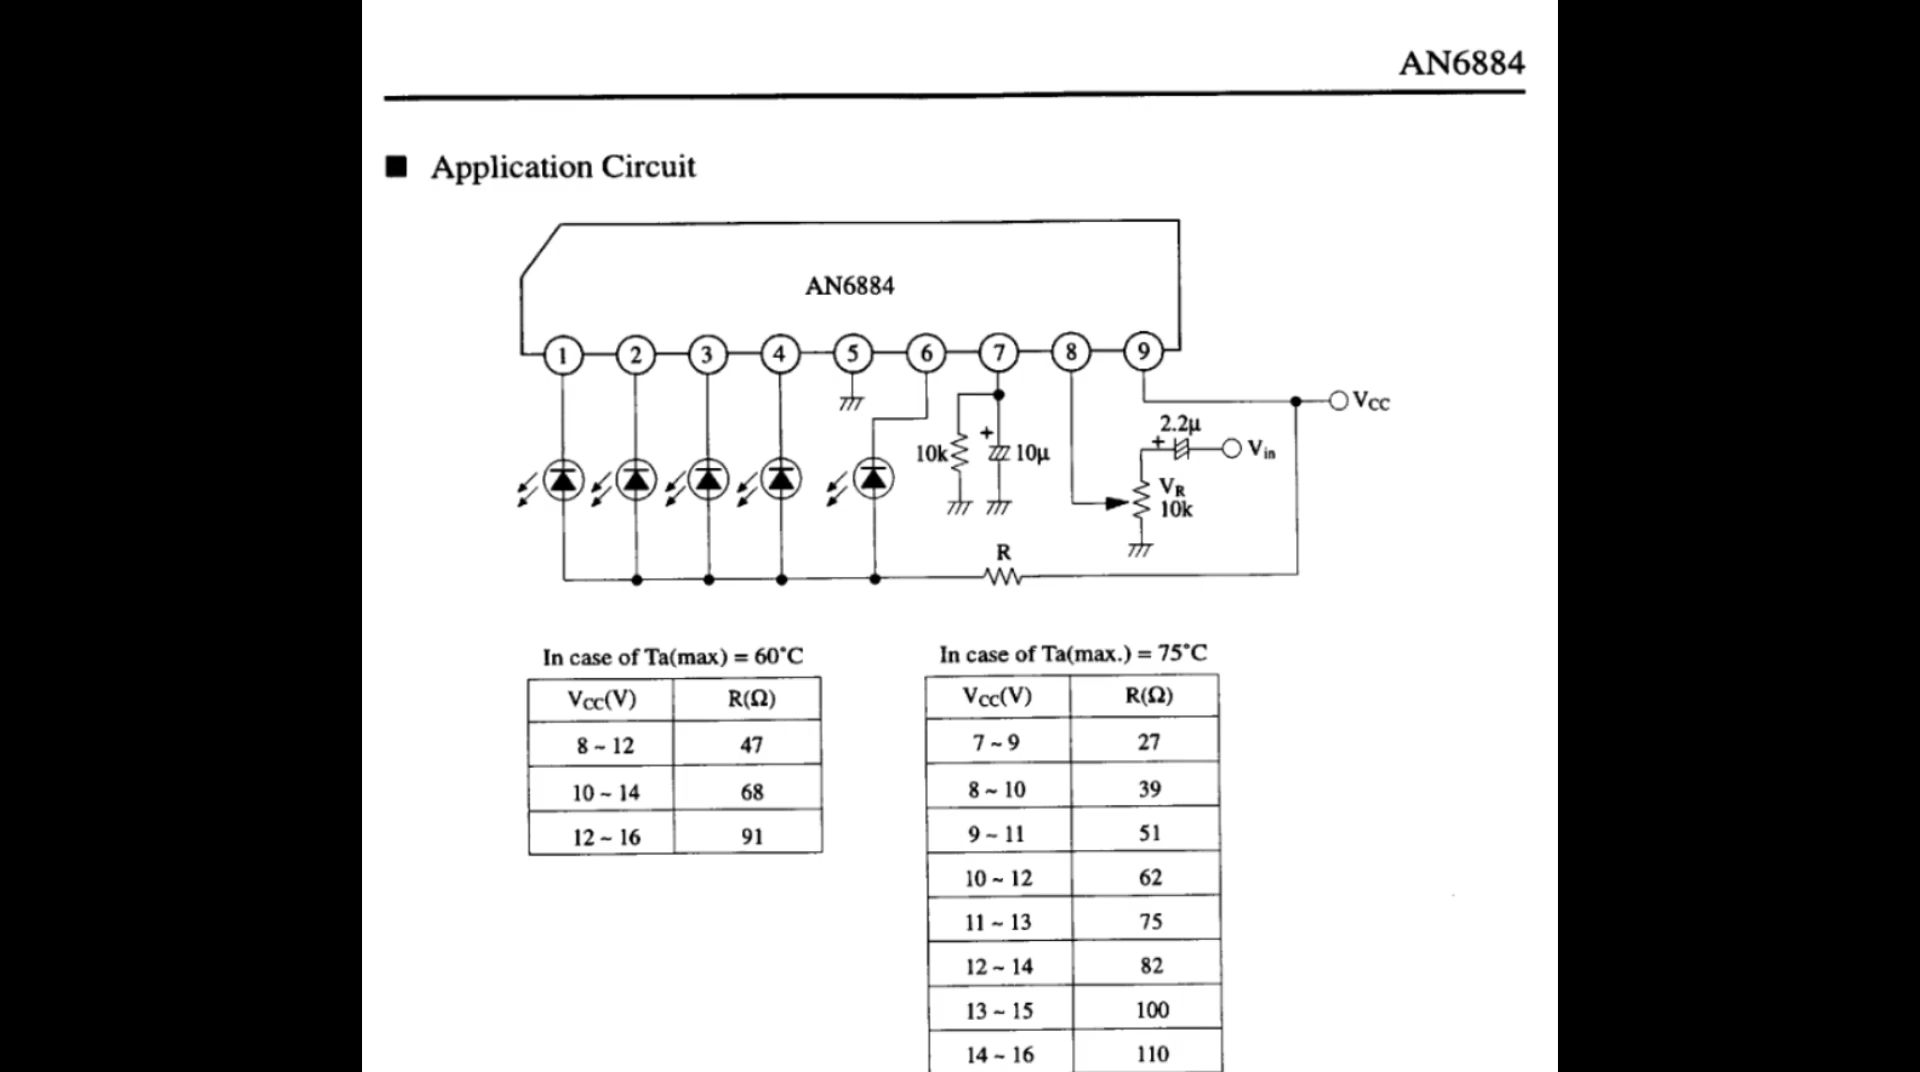 AN6884
■ Application Circuit
AN6884
1 2 3 4 5 6 7 8 9
VCC
2.2μ
+
Vin
+
10k
10μ
VR
10k
R
In case of Ta(max) = 60°C
VCC(V) R(Ω)
8 ~ 12 47
10 ~ 14 68
12 ~ 16 91
In case of Ta(max.) = 75°C
VCC(V) R(Ω)
7 ~ 9 27
8 ~ 10 39
9 ~ 11 51
10 ~ 12 62
11 ~ 13 75
12 ~ 14 82
13 ~ 15 100
14 ~ 16 110